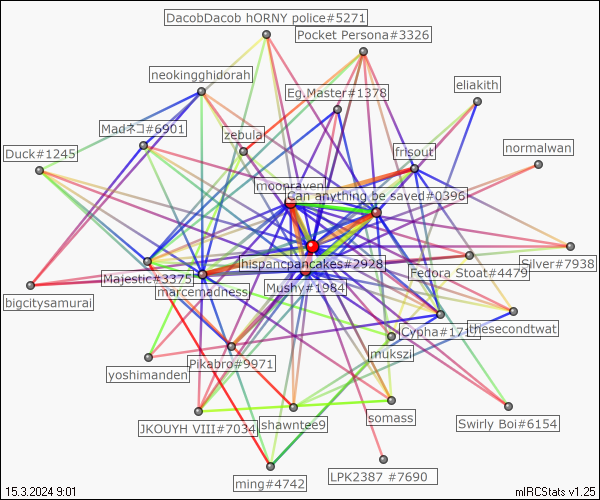 DacobDacob hORNY police#5271
Pocket Persona#3326
neokingghidorah
eliakith
Eg.Master#1378
Madネコ#6901
zebulal
normalwan
Duck#1245
frisout
moonraven
Can anything be saved#0396
hispancpancakes#2928
Silver#7938
Majestic#3375
Fedora Stoat#4479
marcemadnessi
Mushy#1984
bigcitysamurai
Cypha#171
thesecondtwat
mukszi
Pikabro#9971
yoshimanden
somass
JKOUYH VIII#7034
shawntee9
Swirly Boi#6154
ming#4742
LPK2387 #7690
15.3.2024 9:01
mIRCStats v1.25